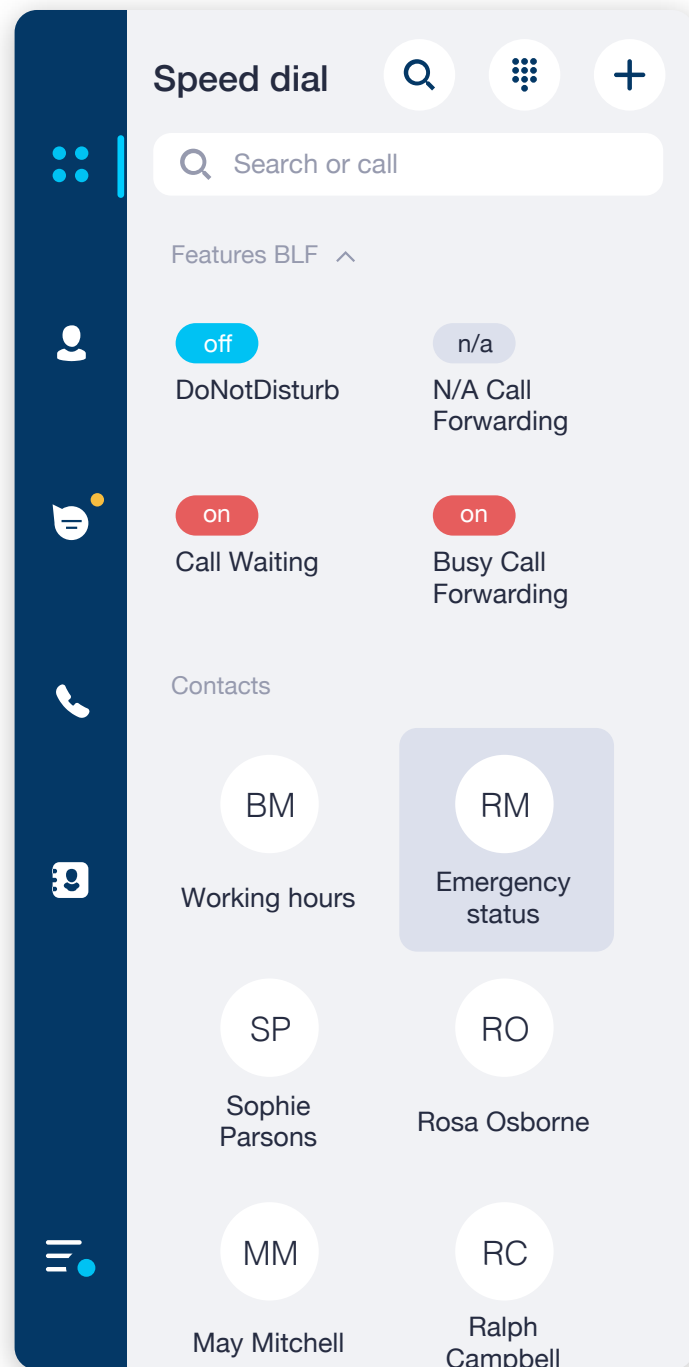 Speed dial
Search or call
Features BLF
off
DoNotDisturb
n/a
N/A Call
Forwarding
on
Call Waiting
on
Busy Call
Forwarding
Contacts
BM
Working hours
RM
Emergency
status
SP
Sophie
Parsons
RO
Rosa Osborne
MM
May Mitchell
RC
Ralph
Campbell